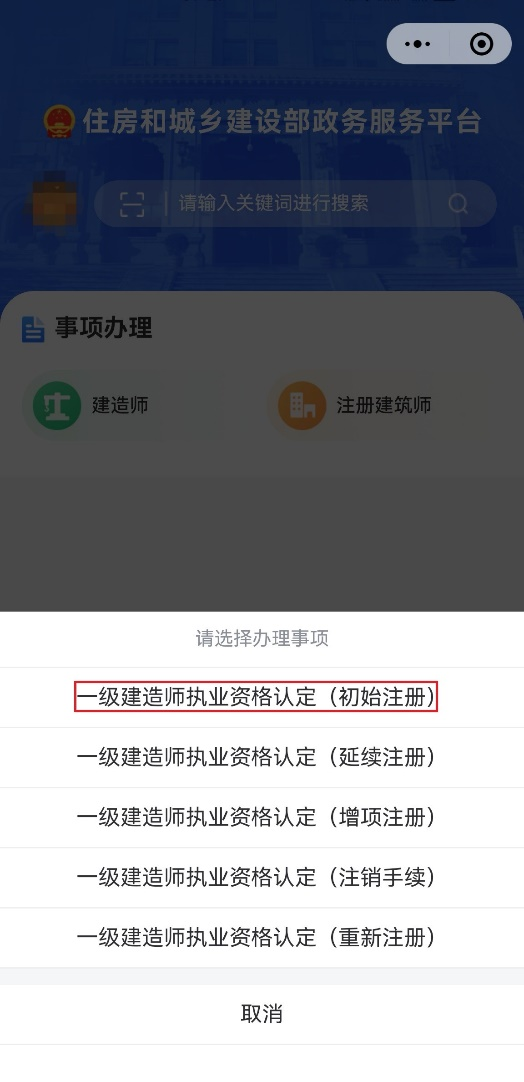 住房和城乡建设部政务服务平台
请输入关键词进行搜索
事项办理
建造师
注册建筑师
请选择办理事项
一级建造师执业资格认定（初始注册）
一级建造师执业资格认定（延续注册）
一级建造师执业资格认定（增项注册）
一级建造师执业资格认定（注销手续）
一级建造师执业资格认定（重新注册）
取消